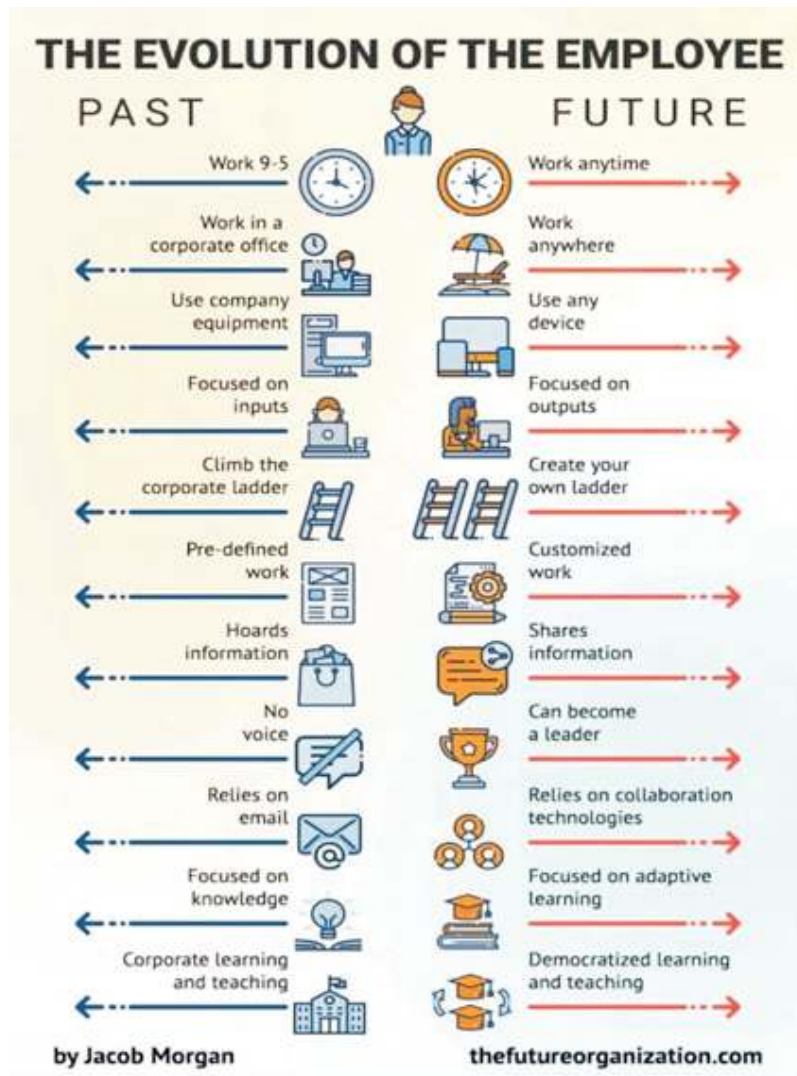 THE EVOLUTION OF THE EMPLOYEE
PAST
FUTURE
Work 9-5
Work anytime
Work in a
corporate office
Work
anywhere
Use company
equipment
Use any
device
Focused on
inputs
Focused on
outputs
Climb the
corporate ladder
Create your
own ladder
Pre-defined
work
Customized
work
Hoards
information
Shares
information
No
voice
Can become
a leader
Relies on
email
Relies on collaboration
technologies
Focused on
knowledge
Focused on adaptive
learning
Corporate learning
and teaching
Democratized learning
and teaching
by Jacob Morgan
thefutureorganization.com